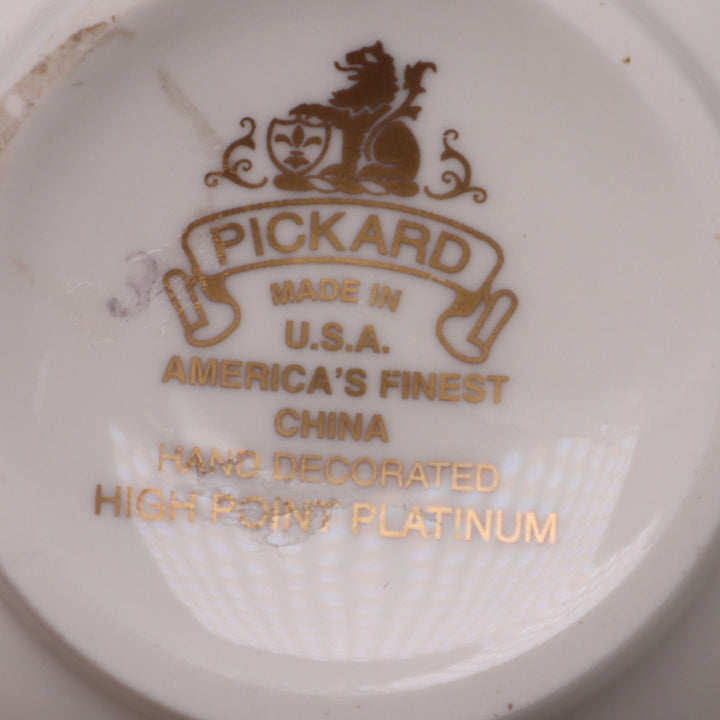 PICKARD
MADE IN
U.S.A.
AMERICA'S FINEST
CHINA
HAND DECORATED
HIGH POINT PLATINUM